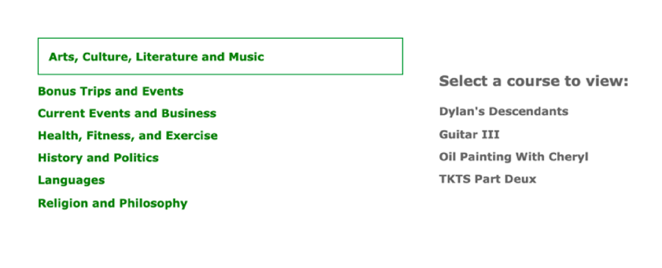 Arts, Culture, Literature and Music
Bonus Trips and Events
Current Events and Business
Health, Fitness, and Exercise
History and Politics
Languages
Religion and Philosophy
Select a course to view:
Dylan's Descendants
Guitar III
Oil Painting With Cheryl
TKTS Part Deux